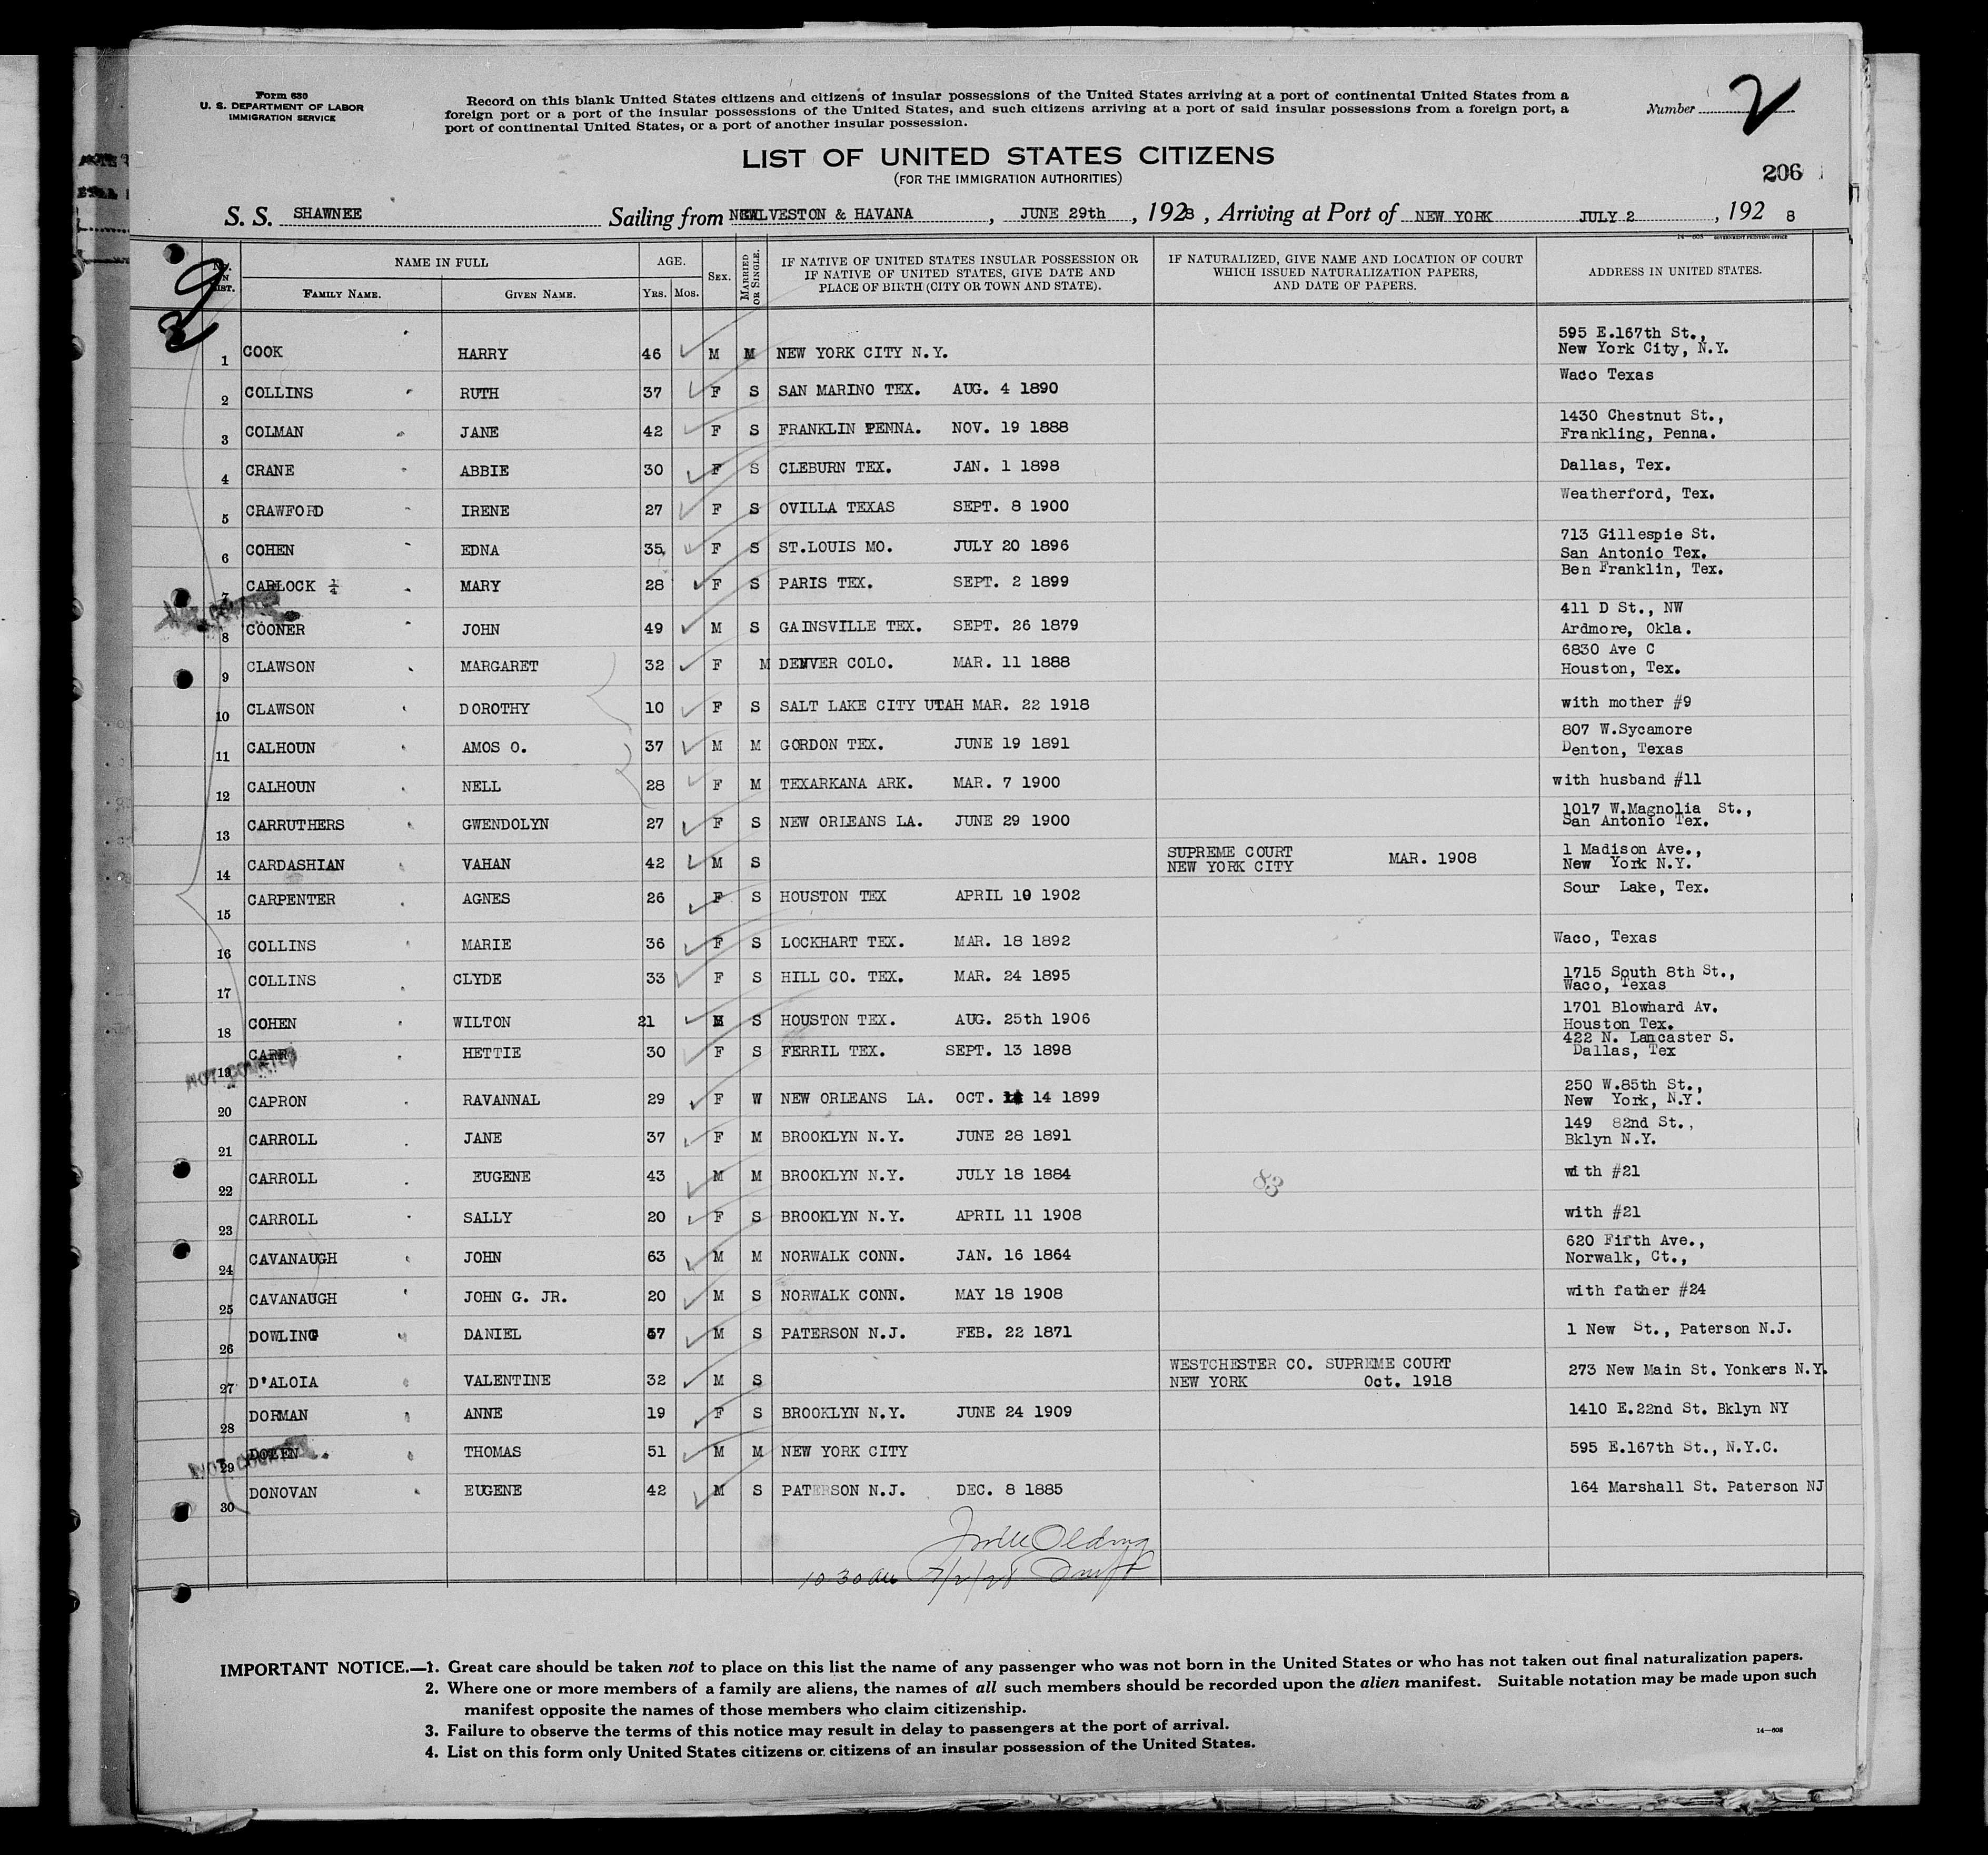 Form 630
U. S. DEPARTMENT OF LABOR
IMMIGRATION SERVICE
Record on this blank United States citizens and citizens of insular possessions of the United States arriving at a port of continental United States from a
foreign port or a port of the insular possessions of the United States, and such citizens arriving at a port of said insular possessions from a foreign port, a
port of continental United States, or a port of another insular possession.
Number 2
LIST OF UNITED STATES CITIZENS
(FOR THE IMMIGRATION AUTHORITIES)
206
S. S. SHAWNEE Sailing from GALVESTON & HAVANA , JUNE 29th , 1928 , Arriving at Port of NEW YORK JULY 2 , 192 8
14—608 GOVERNMENT PRINTING OFFICE
No. ON LIST. NAME IN FULL AGE. SEX. MARRIED OR SINGLE. IF NATIVE OF UNITED STATES INSULAR POSSESSION OR IF NATIVE OF UNITED STATES, GIVE DATE AND PLACE OF BIRTH (CITY OR TOWN AND STATE). IF NATURALIZED, GIVE NAME AND LOCATION OF COURT WHICH ISSUED NATURALIZATION PAPERS, AND DATE OF PAPERS. ADDRESS IN UNITED STATES.
FAMILY NAME. GIVEN NAME. YRS. MOS.
1 COOK HARRY 46 M M NEW YORK CITY N.Y. 595 E.167th St., New York City, N.Y.
2 COLLINS RUTH 37 F S SAN MARINO TEX. AUG. 4 1890 Waco Texas
3 COLMAN JANE 42 F S FRANKLIN PENNA. NOV. 19 1888 1430 Chestnut St., Frankling, Penna.
4 CRANE ABBIE 30 F S CLEBURN TEX. JAN. 1 1898 Dallas, Tex.
5 CRAWFORD IRENE 27 F S OVILLA TEXAS SEPT. 8 1900 Weatherford, Tex.
6 COHEN EDNA 35 F S ST.LOUIS MO. JULY 20 1896 713 Gillespie St. San Antonio Tex.
7 CARLOCK ¼ MARY 28 F S PARIS TEX. SEPT. 2 1899 Ben Franklin, Tex.
8 COONER JOHN 49 M S GAINSVILLE TEX. SEPT. 26 1879 411 D St., NW Ardmore, Okla.
9 CLAWSON MARGARET 32 F M DENVER COLO. MAR. 11 1888 6830 Ave C Houston, Tex.
10 CLAWSON DOROTHY 10 F S SALT LAKE CITY UTAH MAR. 22 1918 with mother #9
11 CALHOUN AMOS O. 37 M M GORDON TEX. JUNE 19 1891 807 W.Sycamore Denton, Texas
12 CALHOUN NELL 28 F M TEXARKANA ARK. MAR. 7 1900 with husband #11
13 CARRUTHERS GWENDOLYN 27 F S NEW ORLEANS LA. JUNE 29 1900 1017 W.Magnolia St., San Antonio Tex.
14 CARDASHIAN VAHAN 42 M S SUPREME COURT NEW YORK CITY MAR. 1908 1 Madison Ave., New York N.Y.
15 CARPENTER AGNES 26 F S HOUSTON TEX APRIL 10 1902 Sour Lake, Tex.
16 COLLINS MARIE 36 F S LOCKHART TEX. MAR. 18 1892 Waco, Texas
17 COLLINS CLYDE 33 F S HILL CO. TEX. MAR. 24 1895 1715 South 8th St., Waco, Texas
18 COHEN WILTON 21 M S HOUSTON TEX. AUG. 25th 1906 1701 Blowhard Av. Houston Tex.
19 CARR HETTIE 30 F S FERRIL TEX. SEPT. 13 1898 422 N. Lancaster S. Dallas, Tex
NOT COUNTED
20 CAPRON RAVANNAL 29 F W NEW ORLEANS LA. OCT. 14 1899 250 W.85th St., New York, N.Y.
21 CARROLL JANE 37 F M BROOKLYN N.Y. JUNE 28 1891 149 82nd St., Bklyn N.Y.
22 CARROLL EUGENE 43 M M BROOKLYN N.Y. JULY 18 1884 83 with #21
23 CARROLL SALLY 20 F S BROOKLYN N.Y. APRIL 11 1908 with #21
24 CAVANAUGH JOHN 63 M M NORWALK CONN. JAN. 16 1864 620 Fifth Ave., Norwalk, Ct.,
25 CAVANAUGH JOHN G. JR. 20 M S NORWALK CONN. MAY 18 1908 with father #24
26 DOWLING DANIEL 57 M S PATERSON N.J. FEB. 22 1871 1 New St., Paterson N.J.
27 D'ALOIA VALENTINE 32 M S WESTCHESTER CO. SUPREME COURT NEW YORK Oct. 1918 273 New Main St. Yonkers N.Y.
28 DORMAN ANNE 19 F S BROOKLYN N.Y. JUNE 24 1909 1410 E.22nd St. Bklyn NY
29 DOLEN THOMAS 51 M M NEW YORK CITY 595 E.167th St., N.Y.C.
NOT COUNTED
30 DONOVAN EUGENE 42 M S PATERSON N.J. DEC. 8 1885 164 Marshall St. Paterson NJ
10 30 am 7/2/28
IMPORTANT NOTICE.—1. Great care should be taken not to place on this list the name of any passenger who was not born in the United States or who has not taken out final naturalization papers.
2. Where one or more members of a family are aliens, the names of all such members should be recorded upon the alien manifest. Suitable notation may be made upon such
manifest opposite the names of those members who claim citizenship.
3. Failure to observe the terms of this notice may result in delay to passengers at the port of arrival.
14—608
4. List on this form only United States citizens or citizens of an insular possession of the United States.